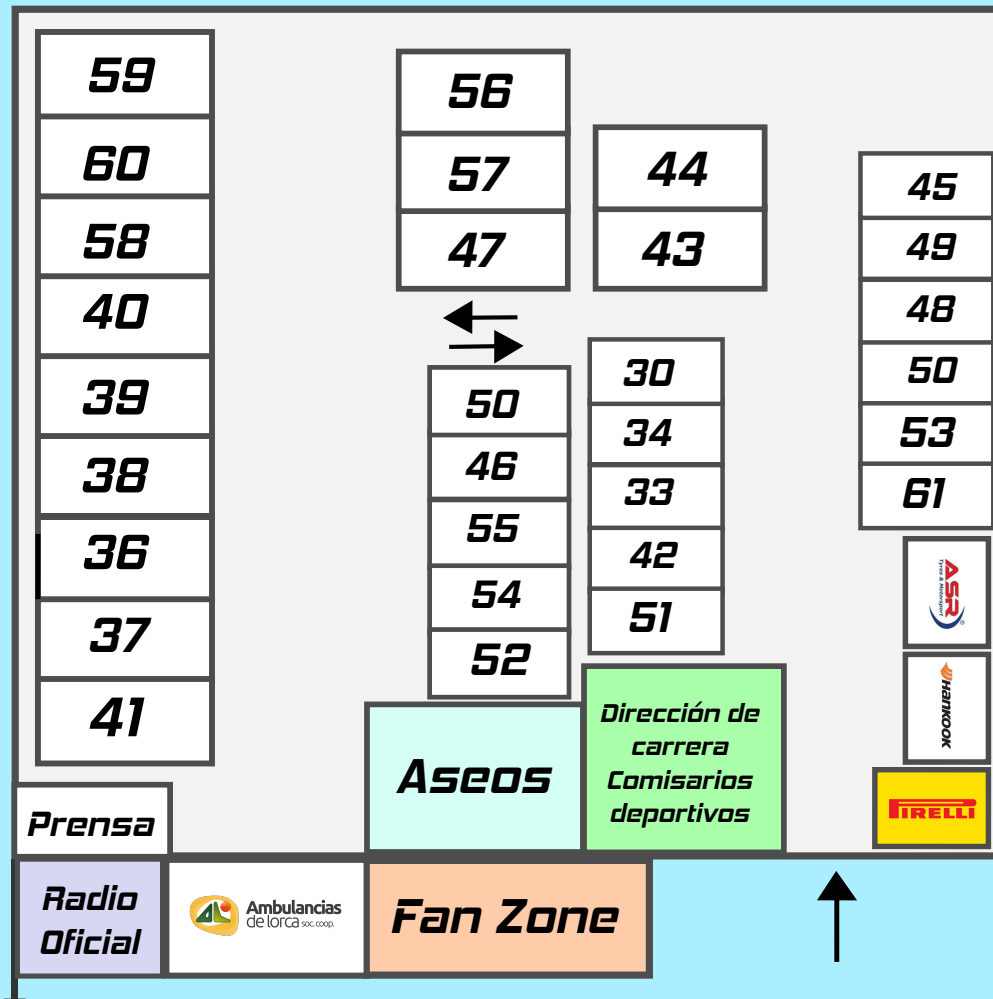 59
60
58
40
39
38
36
37
41
56
57
47
44
43
45
49
48
50
53
61
50
46
55
54
52
30
34
33
42
51
ASR
Tyres & Motorsport
HANKOOK
PIRELLI
Aseos
Dirección de
carrera
Comisarios
deportivos
Prensa
Radio
Oficial
Ambulancias
de lorca soc. coop.
Fan Zone